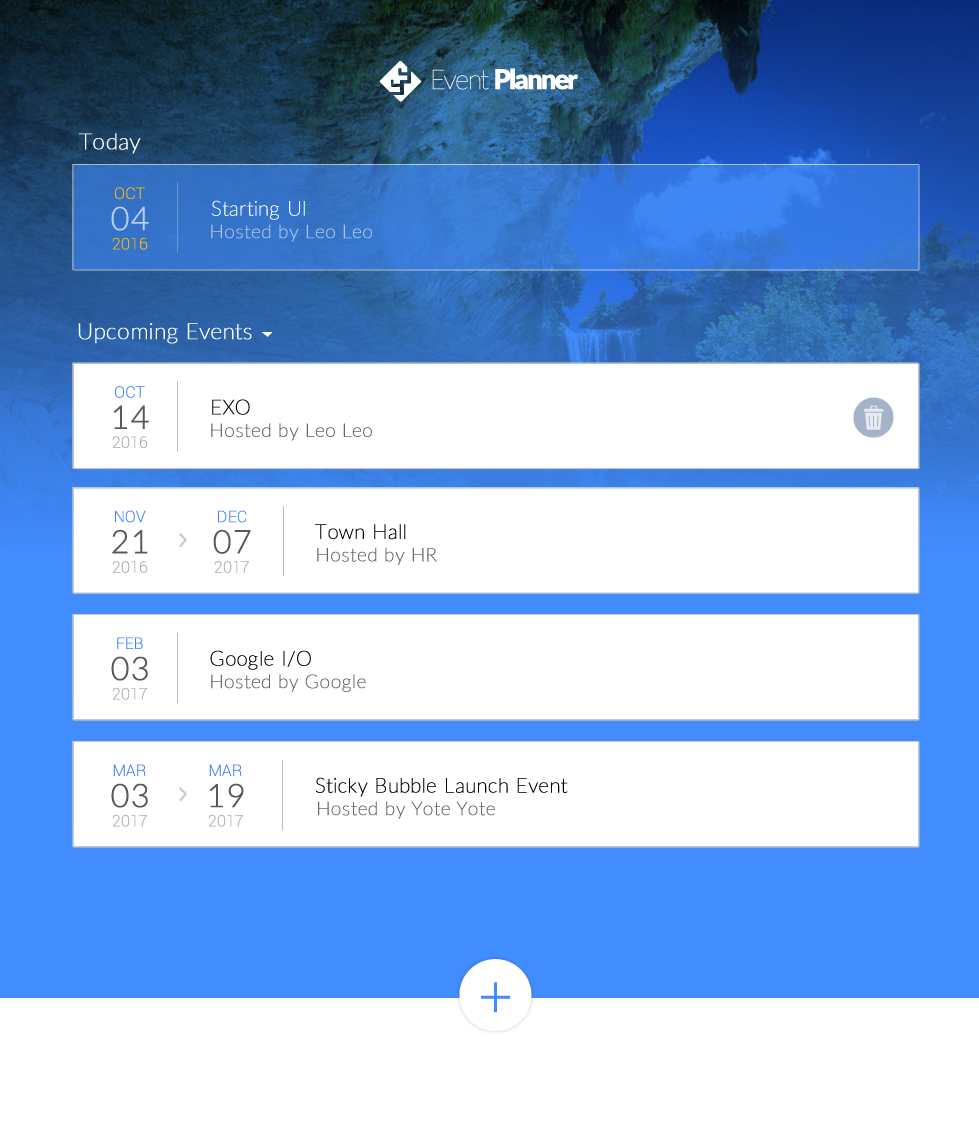 Event Planner
Today
OCT
04
2016
Starting UI
Hosted by Leo Leo
Upcoming Events
OCT
14
2016
EXO
Hosted by Leo Leo
NOV
21
2016
DEC
07
2017
Town Hall
Hosted by HR
FEB
03
2017
Google I/O
Hosted by Google
MAR
03
2017
MAR
19
2017
Sticky Bubble Launch Event
Hosted by Yote Yote